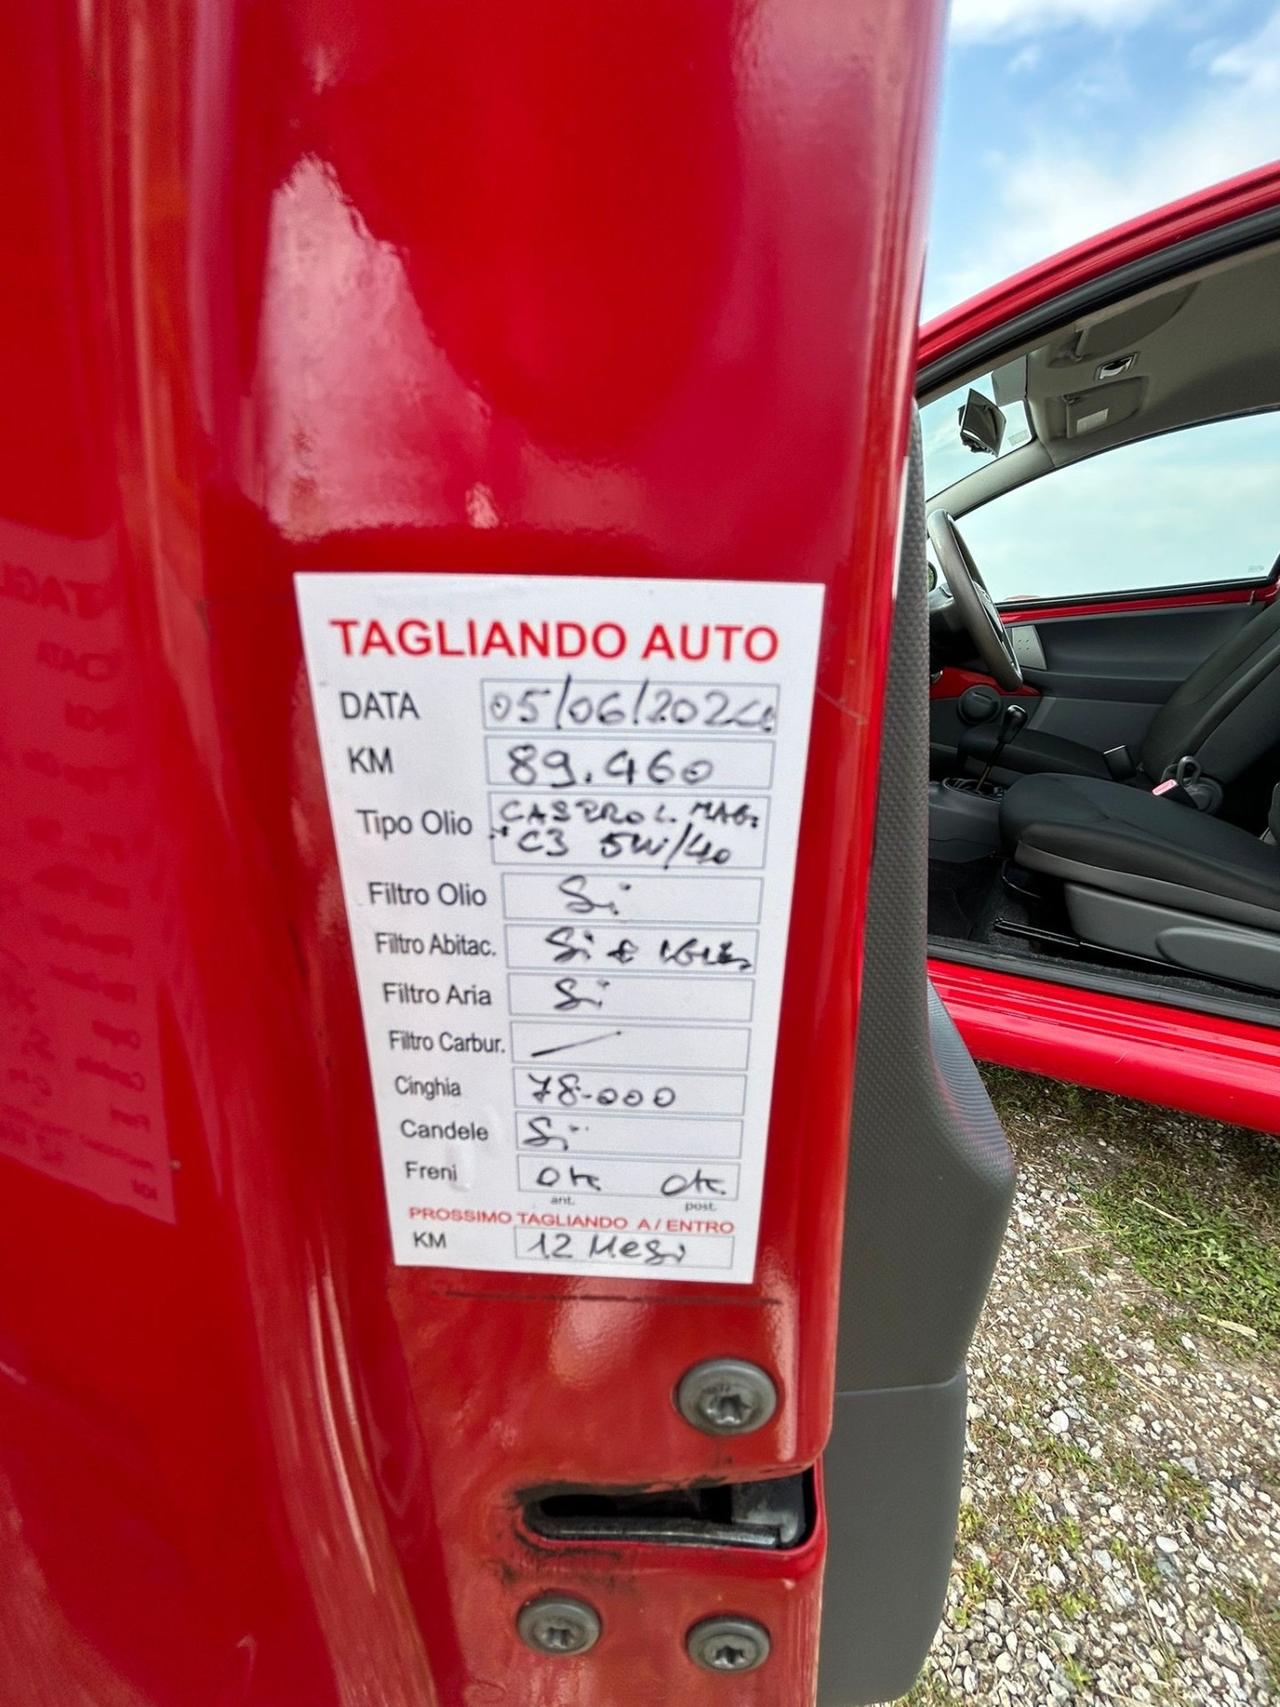 TAGLIANDO AUTO
DATA 05/06/2024
KM 89.460
Tipo Olio CASTROL MAG:
C3 5W/40
Filtro Olio Si
Filtro Abitac. Si E
Filtro Aria Si
Filtro Carbur.
Cinghia 78.000
Candele Si
Freni OK OK
ant. post.
PROSSIMO TAGLIANDO A / ENTRO
KM 12 Mesi